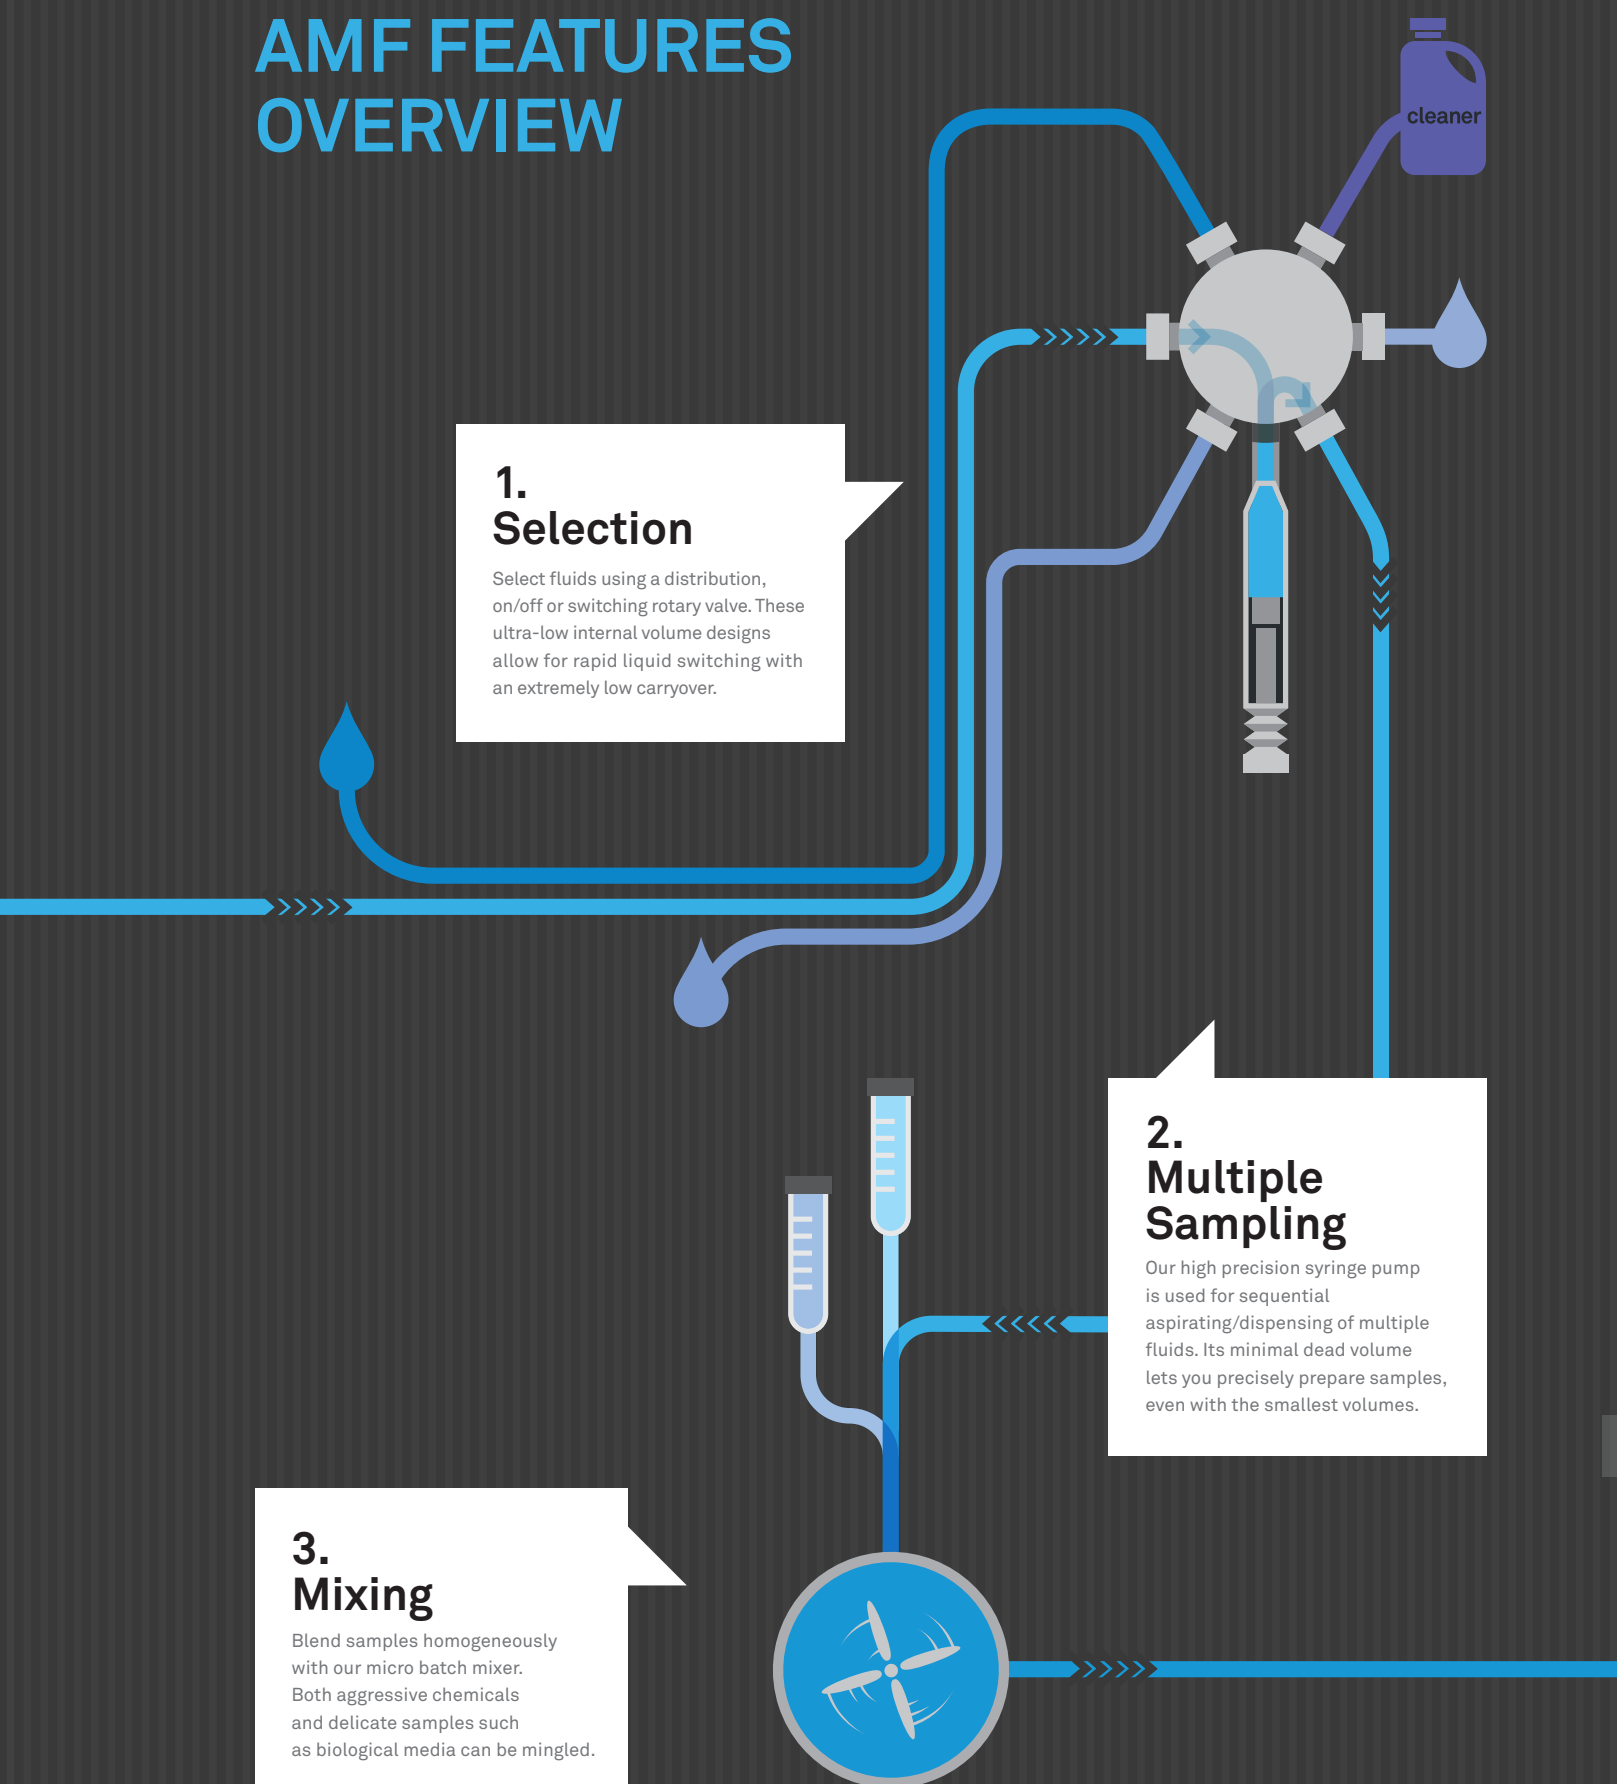 AMF FEATURES
OVERVIEW
cleaner
1.
Selection
Select fluids using a distribution,
on/off or switching rotary valve. These
ultra-low internal volume designs
allow for rapid liquid switching with
an extremely low carryover.
2.
Multiple
Sampling
Our high precision syringe pump
is used for sequential
aspirating/dispensing of multiple
fluids. Its minimal dead volume
lets you precisely prepare samples,
even with the smallest volumes.
3.
Mixing
Blend samples homogeneously
with our micro batch mixer.
Both aggressive chemicals
and delicate samples such
as biological media can be mingled.